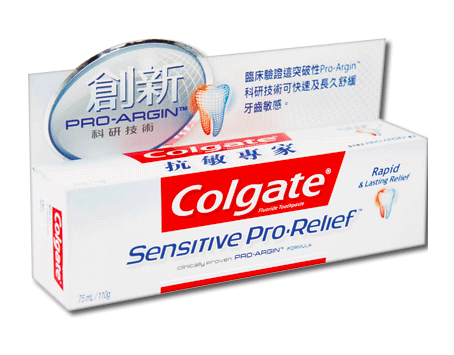 創新
PRO-ARGIN™
科研技術
臨床驗證這突破性Pro-Argin™
科研技術可快速及長久舒緩
牙齒敏感。
抗敏專家
Colgate®
Fluoride Toothpaste
Sensitive Pro-Relief™
clinically proven PRO-ARGIN™ FORMULA
Rapid
& Lasting Relief
75 mL / 110g
Colgate